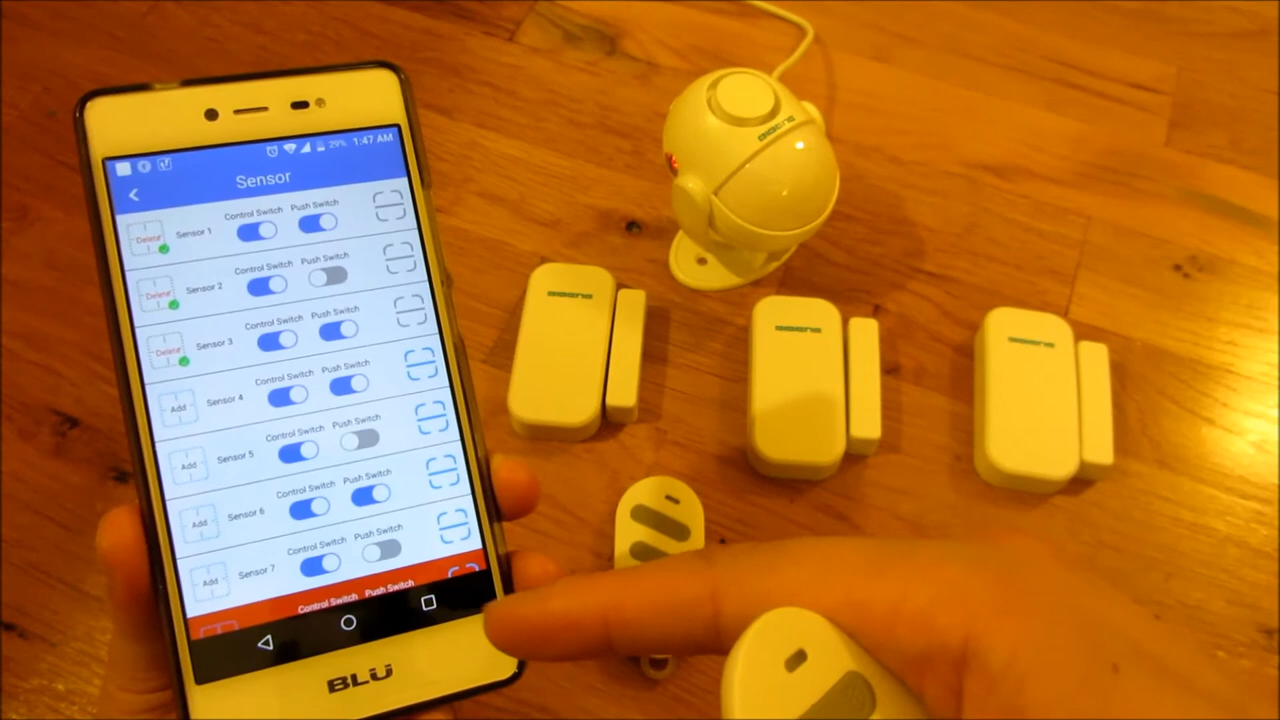 29% 1:47 AM
Sensor
Control Switch Push Switch
Delete Sensor 1
Control Switch Push Switch
Delete Sensor 2
Control Switch Push Switch
Delete Sensor 3
Control Switch Push Switch
Add Sensor 4
Control Switch Push Switch
Add Sensor 5
Control Switch Push Switch
Add Sensor 6
Control Switch Push Switch
Add Sensor 7
Control Switch Push Switch
BLU